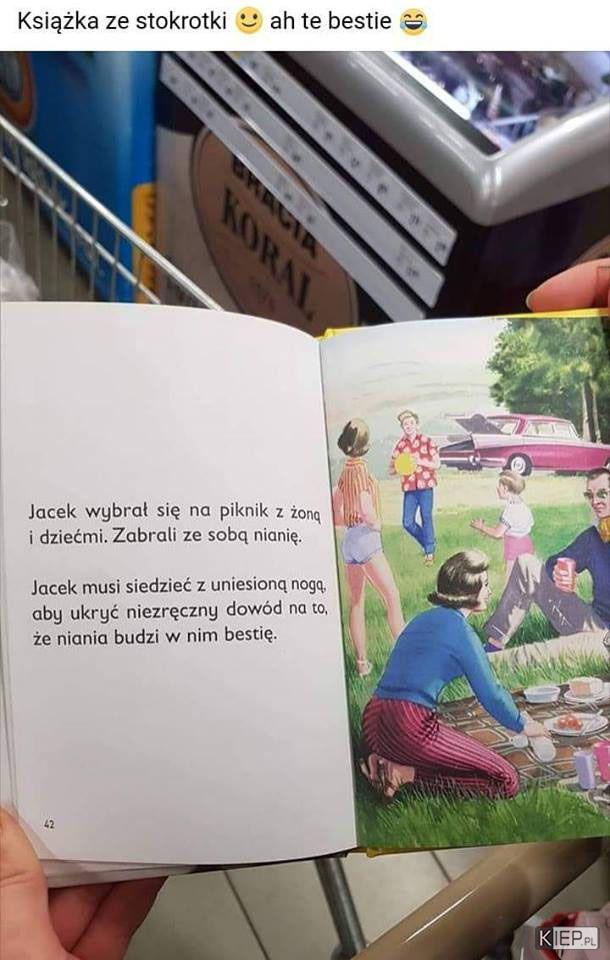 Książka ze stokrotki 🙂 ah te bestie 😂
BRACIA
KORAL
Jacek wybrał się na piknik z żoną
i dziećmi. Zabrali ze sobą nianię.
Jacek musi siedzieć z uniesioną nogą,
aby ukryć niezręczny dowód na to,
że niania budzi w nim bestię.
42
KIEP.PL